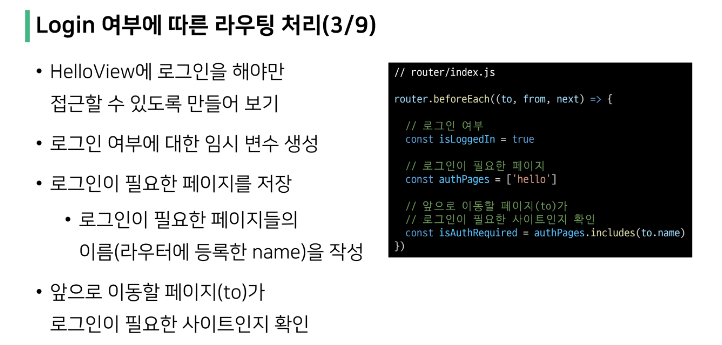 Login 여부에 따른 라우팅 처리(3/9)
• HelloView에 로그인을 해야만
접근할 수 있도록 만들어 보기
• 로그인 여부에 대한 임시 변수 생성
• 로그인이 필요한 페이지를 저장
• 로그인이 필요한 페이지들의
이름(라우터에 등록한 name)을 작성
• 앞으로 이동할 페이지(to)가
로그인이 필요한 사이트인지 확인
// router/index.js
router.beforeEach((to, from, next) => {
// 로그인 여부
const isLoggedIn = true
// 로그인이 필요한 페이지
const authPages = ['hello']
// 앞으로 이동할 페이지(to)가
// 로그인이 필요한 사이트인지 확인
const isAuthRequired = authPages.includes(to.name)
})